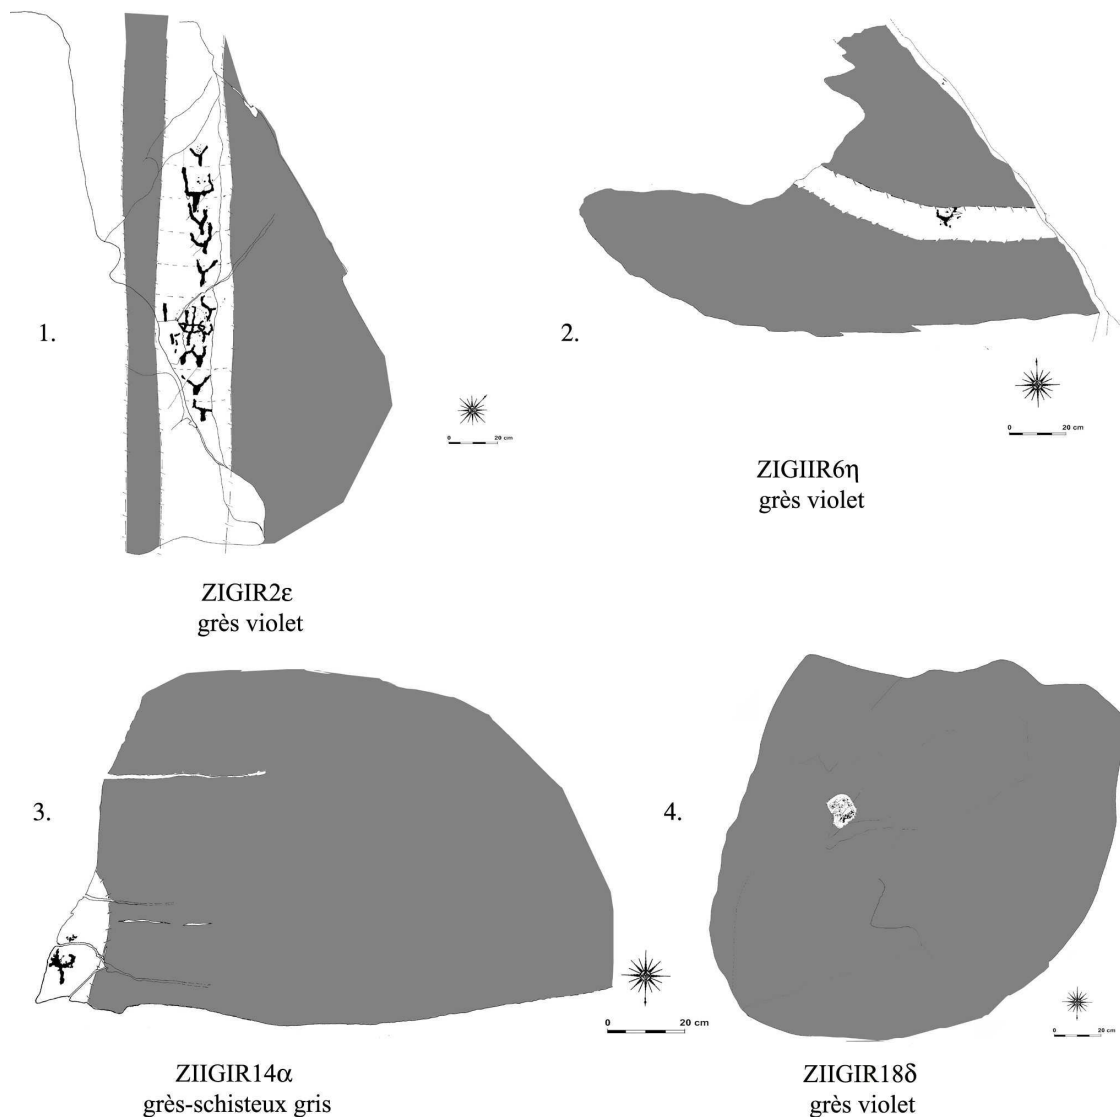 1.
0 20 cm
ZIGIR2ε
grès violet
2.
0 20 cm
ZIGIIR6η
grès violet
3.
0 20 cm
ZIIGIR14α
grès-schisteux gris
4.
0 20 cm
ZIIGIR18δ
grès violet